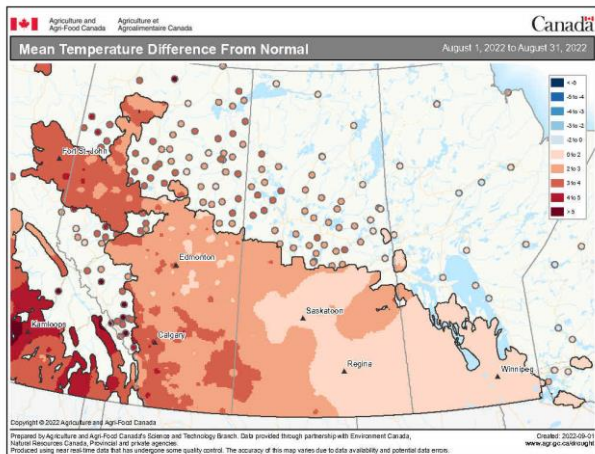 Agriculture and
Agri-Food Canada
Agriculture et
Agroalimentaire Canada
Canada
Mean Temperature Difference From Normal
August 1, 2022 to August 31, 2022
< -5
-5 to -4
-4 to -3
-3 to -2
-2 to 0
0 to 2
2 to 3
3 to 4
4 to 5
> 5
Fort St. John
Edmonton
Saskatoon
Kamloops
Calgary
Regina
Winnipeg
Copyright © 2022 Agriculture and Agri-Food Canada
Prepared by Agriculture and Agri-Food Canada's Science and Technology Branch. Data provided through partnership with Environment Canada,
Natural Resources Canada, Provincial and private agencies.
Produced using near real-time data that has undergone some quality control. The accuracy of this map varies due to data availability and potential data errors.
Created: 2022-09-01
www.agr.gc.ca/drought